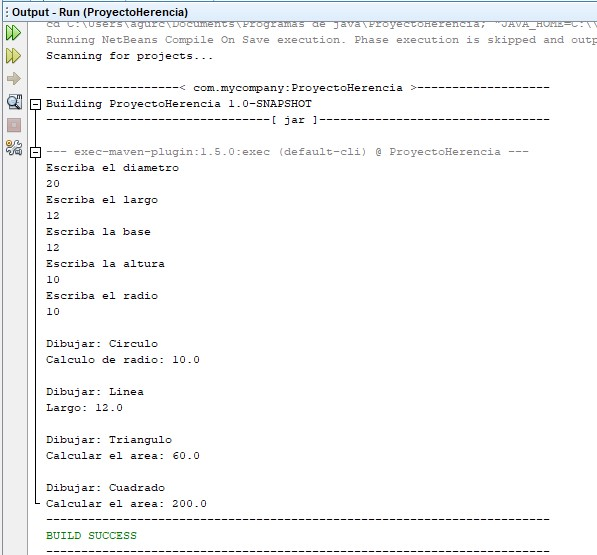 Output - Run (ProyectoHerencia)
cd C:\Users\agurc\Documents\Programas de java\ProyectoHerencia; "JAVA_HOME=C:\\
Running NetBeans Compile On Save execution. Phase execution is skipped and outp
Scanning for projects...
-------------------< com.mycompany:ProyectoHerencia >-------------------
Building ProyectoHerencia 1.0-SNAPSHOT
--------------------------------[ jar ]---------------------------------
--- exec-maven-plugin:1.5.0:exec (default-cli) @ ProyectoHerencia ---
Escriba el diametro
20
Escriba el largo
12
Escriba la base
12
Escriba la altura
10
Escriba el radio
10
Dibujar: Circulo
Calculo de radio: 10.0
Dibujar: Linea
Largo: 12.0
Dibujar: Triangulo
Calcular el area: 60.0
Dibujar: Cuadrado
Calcular el area: 200.0
------------------------------------------------------------------------
BUILD SUCCESS
------------------------------------------------------------------------